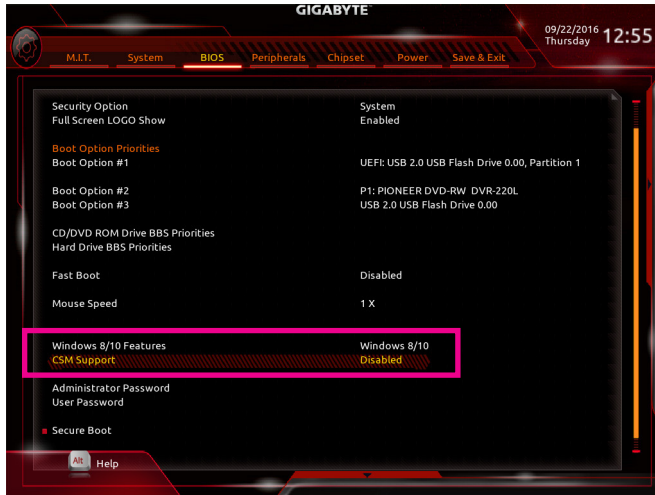 GIGABYTE
09/22/2016 12:55
Thursday
M.I.T. System BIOS Peripherals Chipset Power Save & Exit
Security Option System
Full Screen LOGO Show Enabled
Boot Option Priorities
Boot Option #1 UEFI: USB 2.0 USB Flash Drive 0.00, Partition 1
Boot Option #2 P1: PIONEER DVD-RW DVR-220L
Boot Option #3 USB 2.0 USB Flash Drive 0.00
CD/DVD ROM Drive BBS Priorities
Hard Drive BBS Priorities
Fast Boot Disabled
Mouse Speed 1 X
Windows 8/10 Features Windows 8/10
CSM Support Disabled
Administrator Password
User Password
Secure Boot
Alt Help